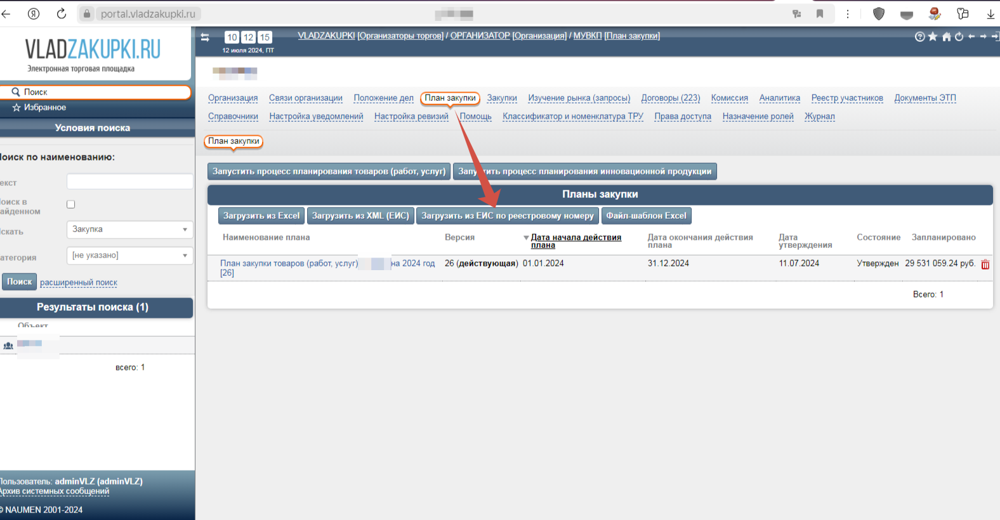 portal.vladzakupki.ru
VLADZAKUPKI.RU
Электронная торговая площадка
Поиск
Избранное
Условия поиска
Поиск по наименованию:
екст
оиск в
айденном
скать
Закупка
атегория
[не указано]
Поиск расширенный поиск
Результаты поиска (1)
Объект
всего: 1
Пользователь: adminVLZ (adminVLZ)
Архив системных сообщений
© NAUMEN 2001-2024
10 12 15
12 июля 2024, ПТ
VLADZAKUPKI [Организаторы торгов] / ОРГАНИЗАТОР [Организация] / МУВКП [План закупки]
Организация Связи организации Положение дел План закупки Закупки Изучение рынка (запросы) Договоры (223) Комиссия Аналитика Реестр участников Документы ЭТП
Справочники Настройка уведомлений Настройка ревизий Помощь Классификатор и номенклатура ТРУ Права доступа Назначение ролей Журнал
План закупки
Запустить процесс планирования товаров (работ, услуг) Запустить процесс планирования инновационной продукции
Планы закупки
Загрузить из Excel Загрузить из XML (ЕИС) Загрузить из ЕИС по реестровому номеру Файл-шаблон Excel
Наименование плана Версия Дата начала действия плана Дата окончания действия плана Дата утверждения Состояние Запланировано
План закупки товаров (работ, услуг) на 2024 год 26 (действующая) 01.01.2024 31.12.2024 11.07.2024 Утвержден 29 531 059.24 руб.
[26]
Всего: 1